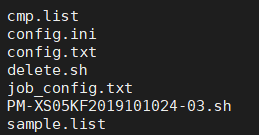 cmp.list
config.ini
config.txt
delete.sh
job_config.txt
PM-XS05KF2019101024-03.sh
sample.list